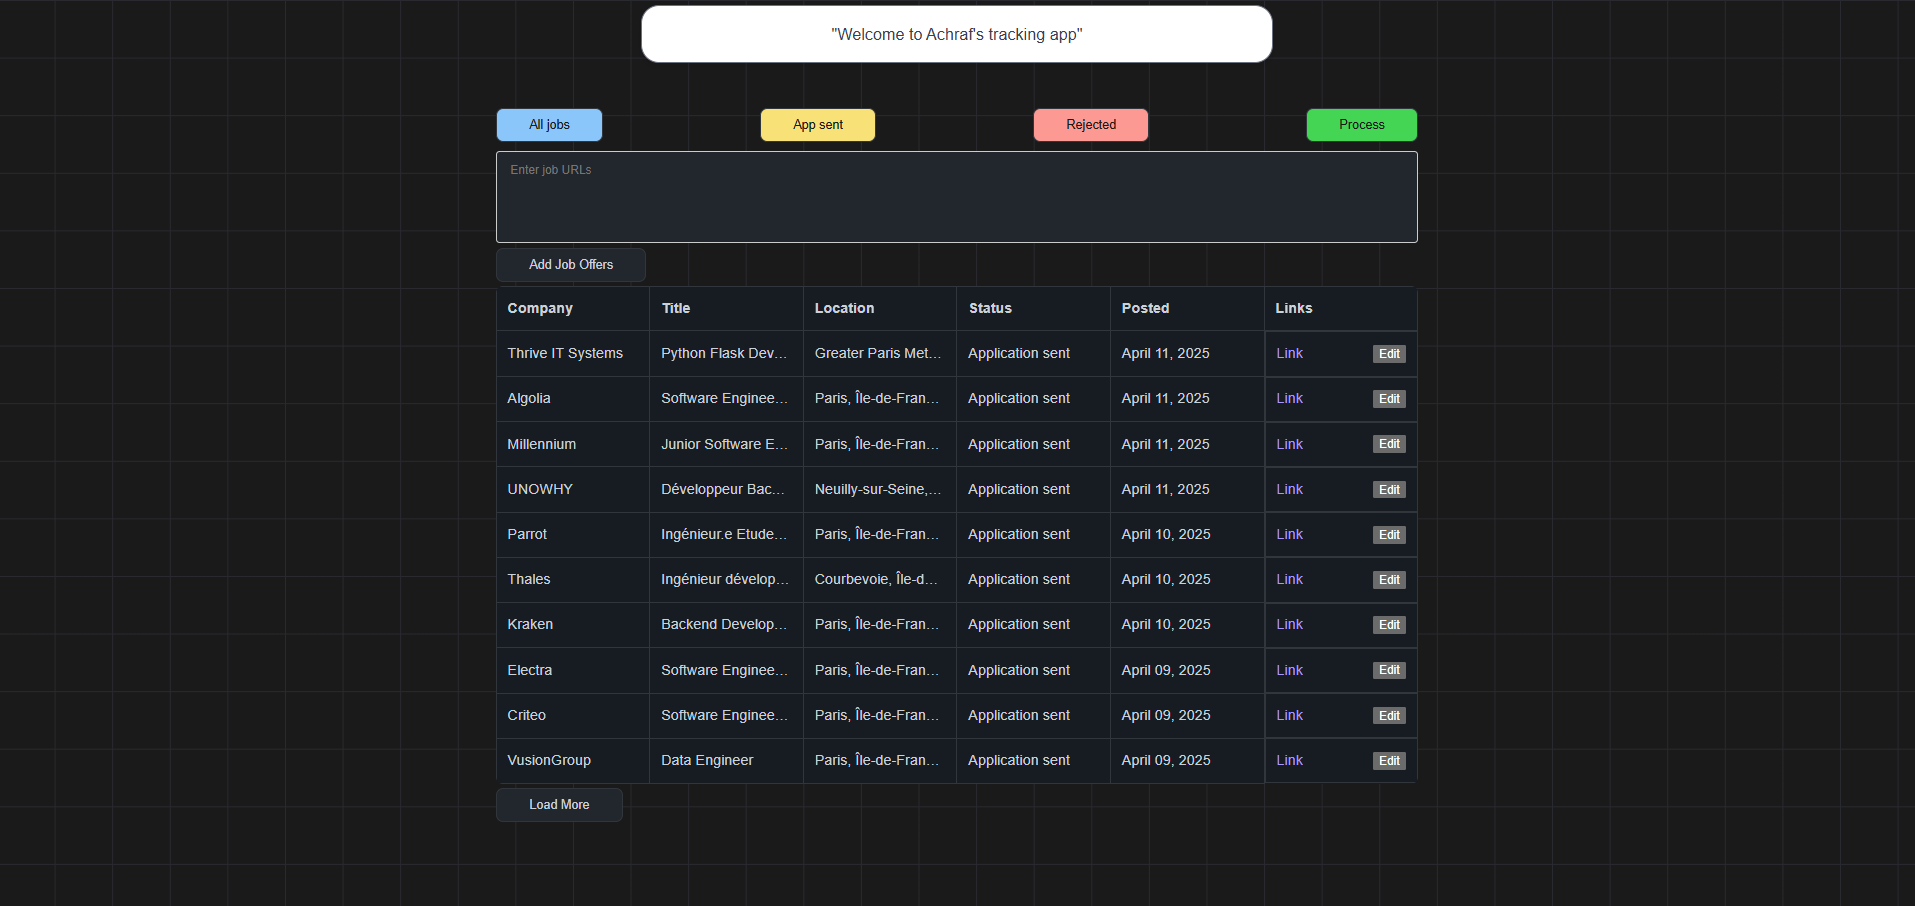 "Welcome to Achraf's tracking app"
All jobs App sent Rejected Process
Enter job URLs
Add Job Offers
Company Title Location Status Posted Links
Thrive IT Systems Python Flask Dev... Greater Paris Met... Application sent April 11, 2025 Link Edit
Algolia Software Enginee... Paris, Île-de-Fran... Application sent April 11, 2025 Link Edit
Millennium Junior Software E... Paris, Île-de-Fran... Application sent April 11, 2025 Link Edit
UNOWHY Développeur Bac... Neuilly-sur-Seine,... Application sent April 11, 2025 Link Edit
Parrot Ingénieur.e Etude... Paris, Île-de-Fran... Application sent April 10, 2025 Link Edit
Thales Ingénieur dévelop... Courbevoie, Île-d... Application sent April 10, 2025 Link Edit
Kraken Backend Develop... Paris, Île-de-Fran... Application sent April 10, 2025 Link Edit
Electra Software Enginee... Paris, Île-de-Fran... Application sent April 09, 2025 Link Edit
Criteo Software Enginee... Paris, Île-de-Fran... Application sent April 09, 2025 Link Edit
VusionGroup Data Engineer Paris, Île-de-Fran... Application sent April 09, 2025 Link Edit
Load More